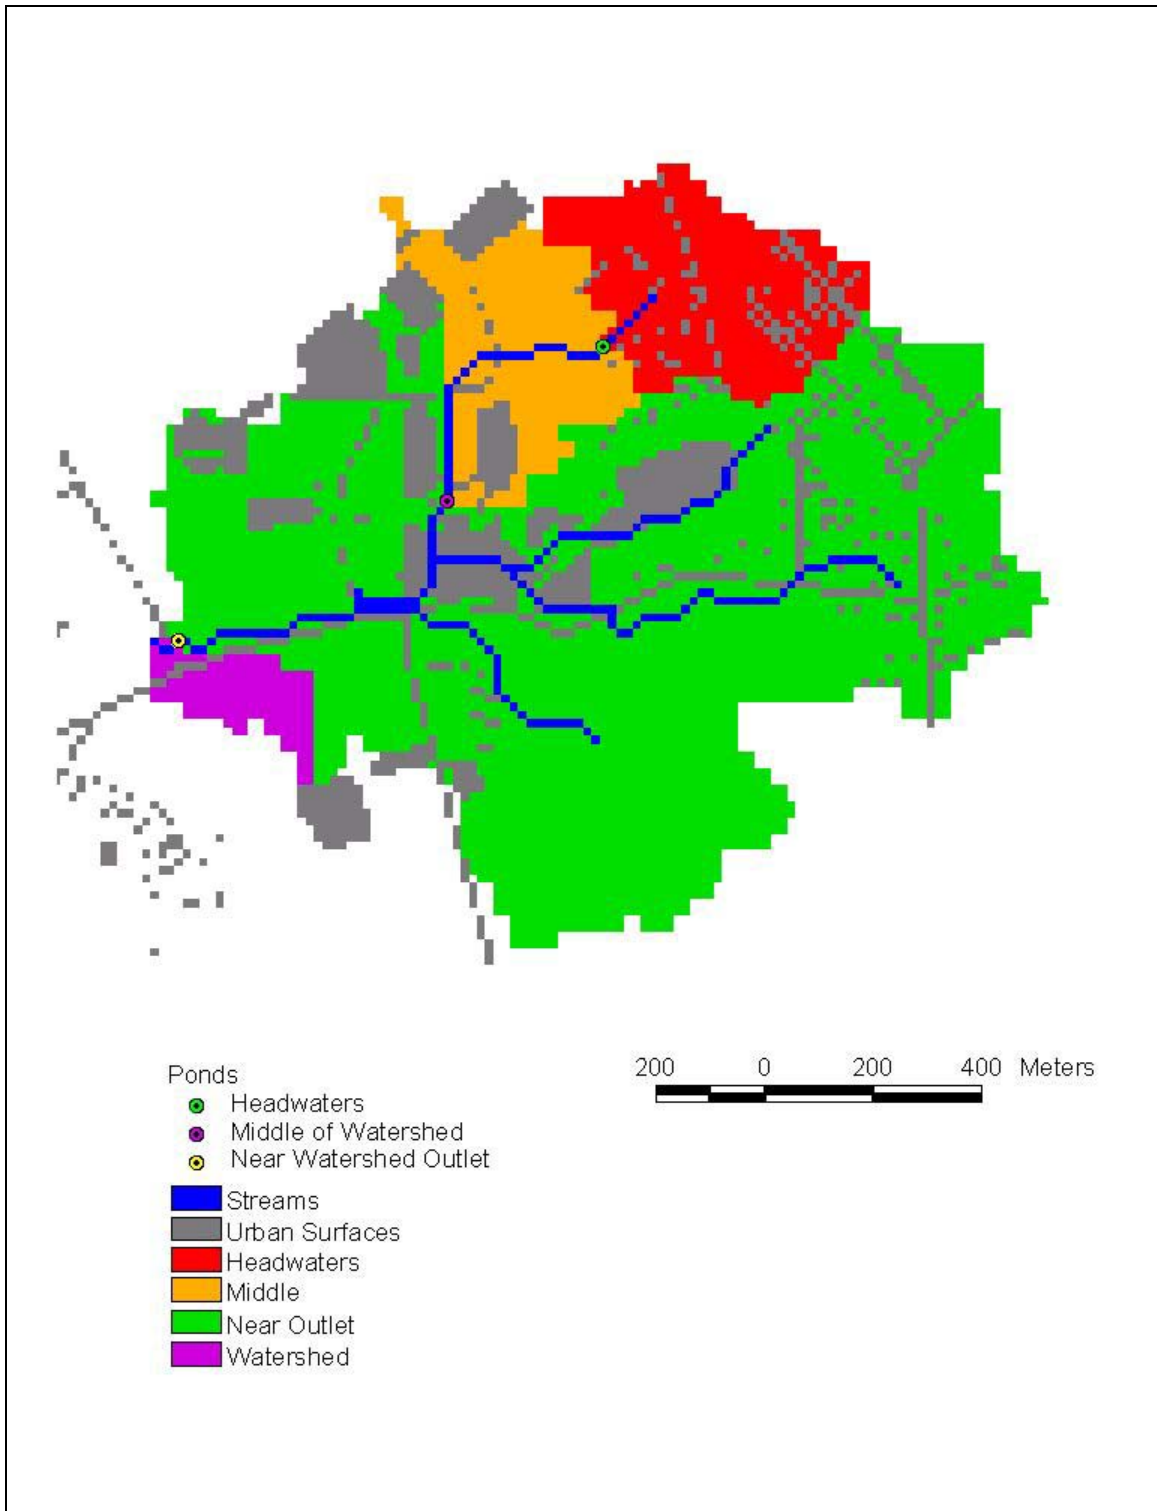 Ponds
Headwaters
Middle of Watershed
Near Watershed Outlet
Streams
Urban Surfaces
Headwaters
Middle
Near Outlet
Watershed
200 0 200 400 Meters